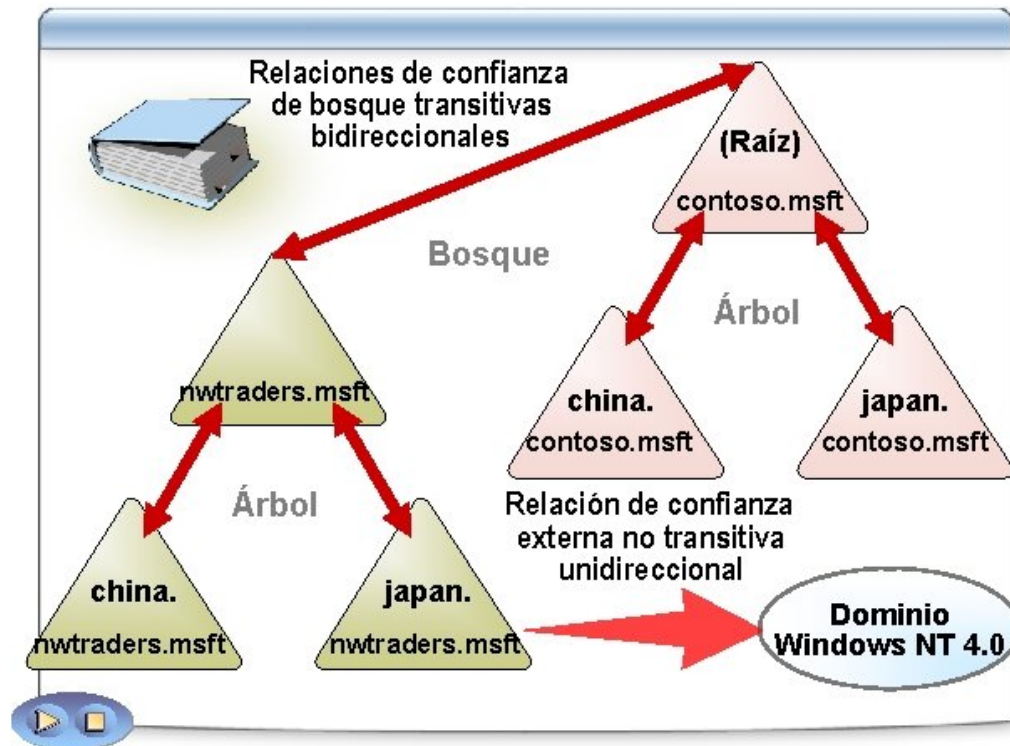 Relaciones de confianza
de bosque transitivas
bidireccionales
(Raíz)
contoso.msft
Bosque
Árbol
nwtraders.msft
china.
contoso.msft
japan.
contoso.msft
Árbol
Relación de confianza
externa no transitiva
unidireccional
china.
nwtraders.msft
japan.
nwtraders.msft
Dominio
Windows NT 4.0